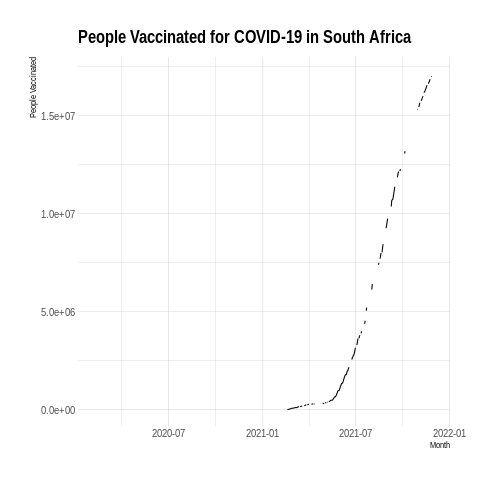 People Vaccinated for COVID-19 in South Africa
People Vaccinated
1.5e+07
1.0e+07
5.0e+06
0.0e+00
2020-07 2021-01 2021-07 2022-01
Month